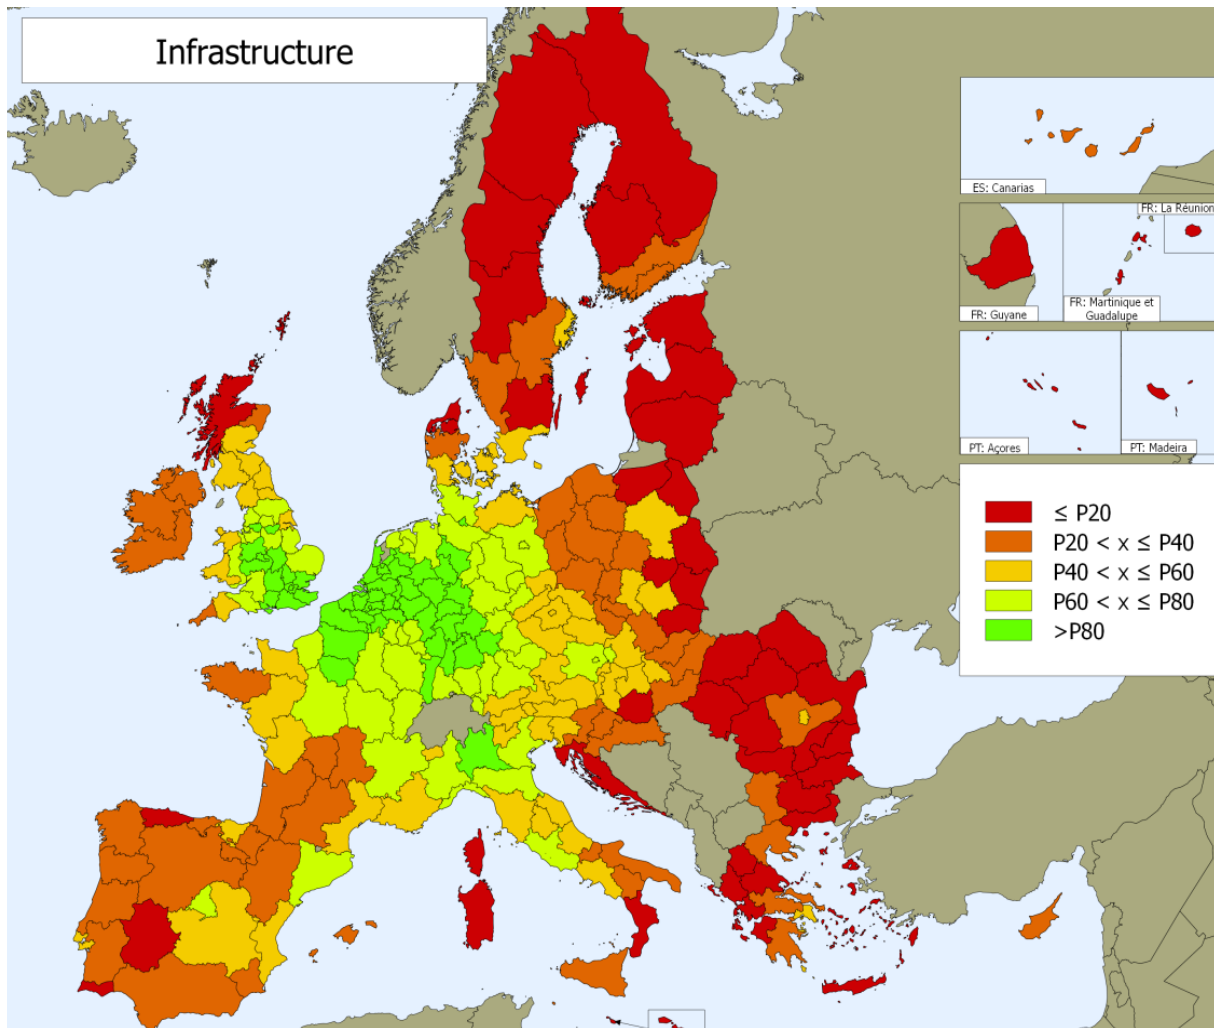 Infrastructure
ES: Canarias
FR: La Réunion
FR: Guyane
FR: Martinique et
Guadalupe
PT: Açores
PT: Madeira
≤ P20
P20 < x ≤ P40
P40 < x ≤ P60
P60 < x ≤ P80
>P80